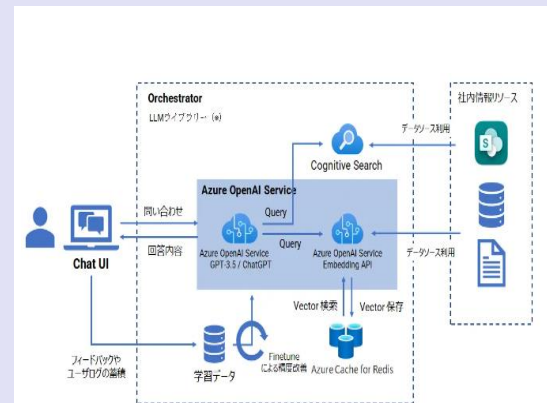 Orchestrator
LLMライブラリー (※)
社内情報リソース
データソース利用
S
Cognitive Search
Azure OpenAI Service
問い合わせ
Query
回答内容
Azure OpenAI Service
GPT-3.5 / ChatGPT
Query
Azure OpenAI Service
Embedding API
データソース利用
Chat UI
Vector 検索
Vector 保存
フィードバックや
ユーザログの蓄積
学習データ
Finetune
による精度改善
Azure Cache for Redis